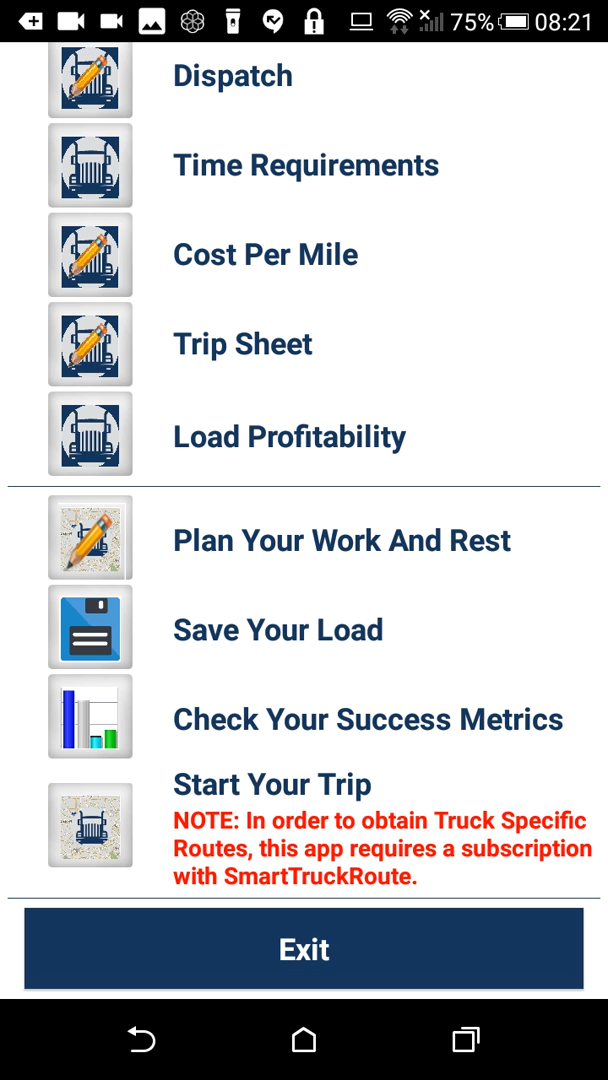 75% 08:21
Dispatch
Time Requirements
Cost Per Mile
Trip Sheet
Load Profitability
Plan Your Work And Rest
Save Your Load
Check Your Success Metrics
Start Your Trip
NOTE: In order to obtain Truck Specific
Routes, this app requires a subscription
with SmartTruckRoute.
Exit